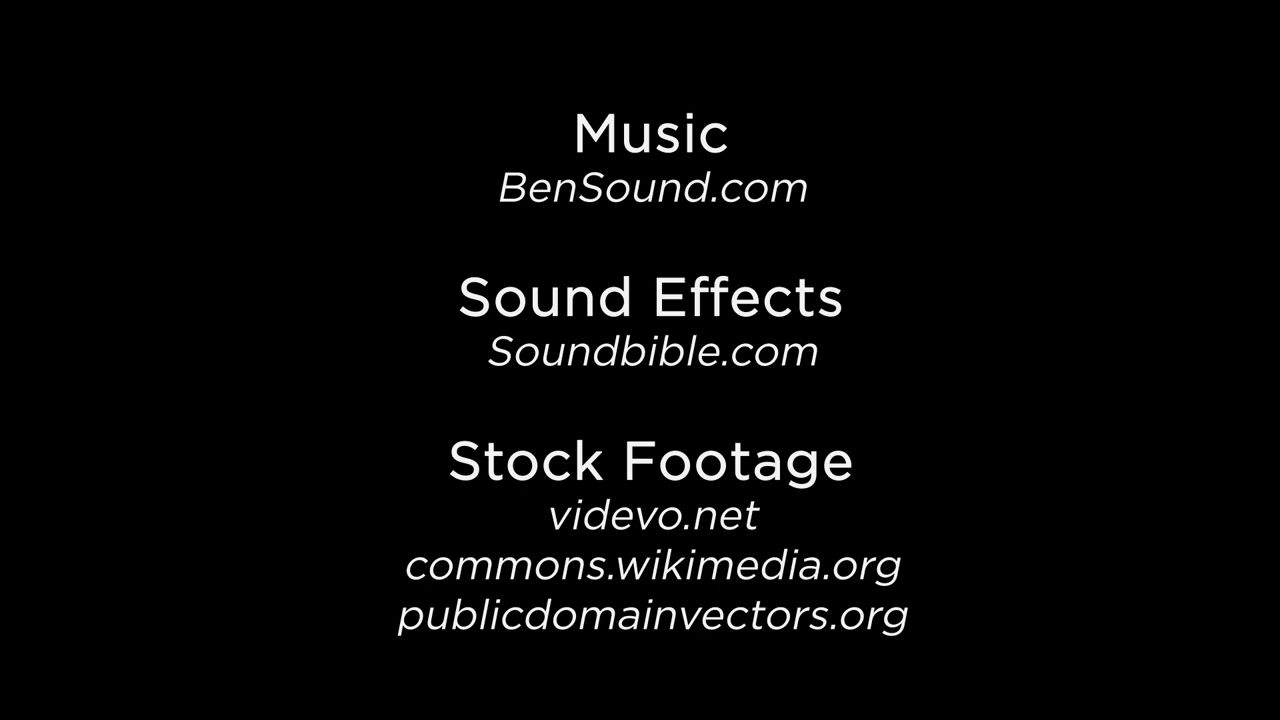 Music
BenSound.com
Sound Effects
Soundbible.com
Stock Footage
videvo.net
commons.wikimedia.org
publicdomainvectors.org